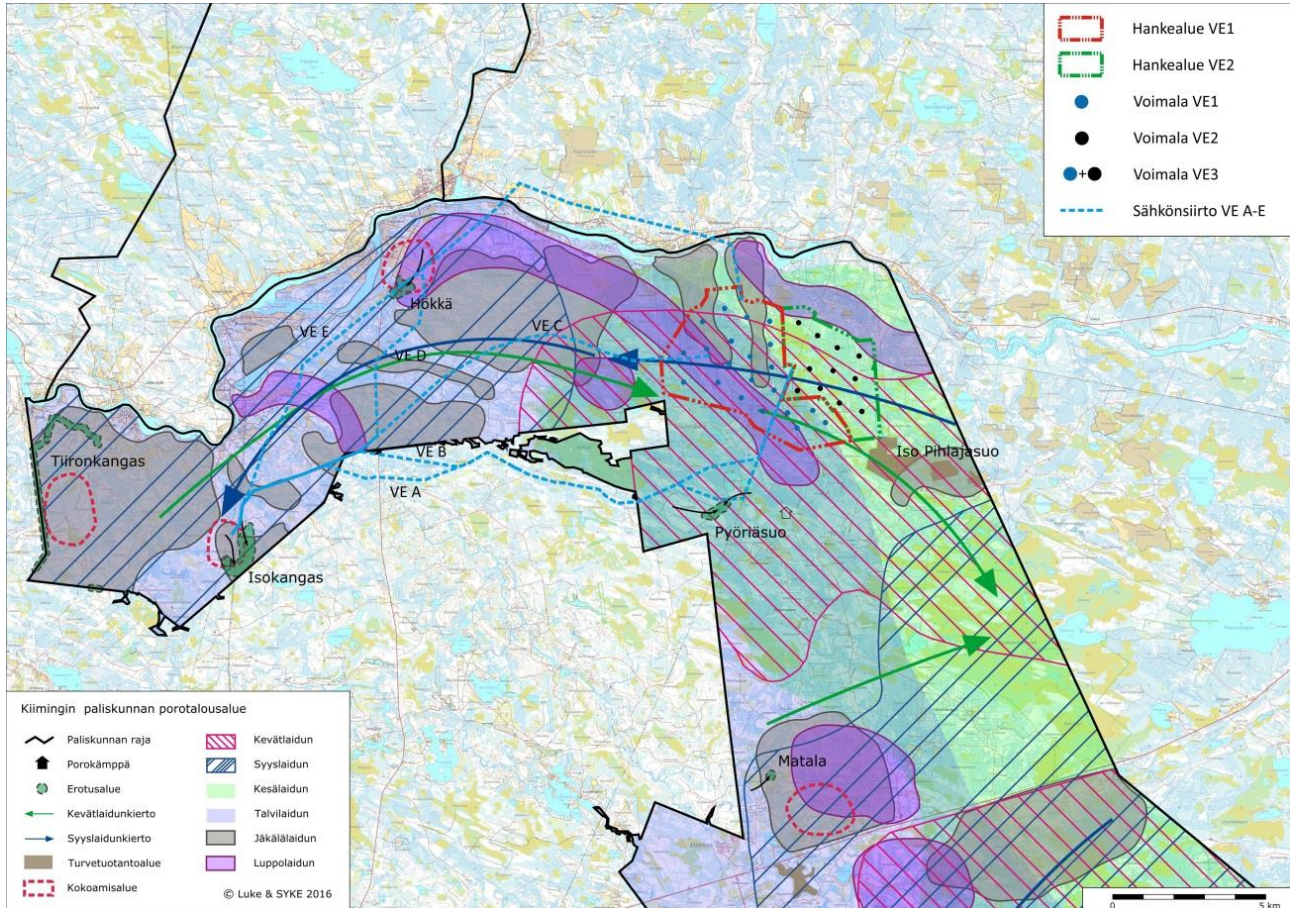 Hankealue VE1
Hankealue VE2
Voimala VE1
Voimala VE2
+
Voimala VE3
Sähkönsiirto VE A-E
Hökkä
VE E
VE C
VE D
Tiironkangas
VE B
VE A
Iso Pihlajasuo
Pyöriäsuo
Isokangas
Matala
Kiimingin paliskunnan porotalousalue
Paliskunnan raja
Porokämppä
Erotusalue
Kevätlaidunkierto
Syyslaidunkierto
Turvetuotantoalue
Kokoamisalue
Kevätlaidun
Syyslaidun
Kesälaidun
Talvilaidun
Jäkälälaidun
Luppolaidun
© Luke & SYKE 2016
0
5 km